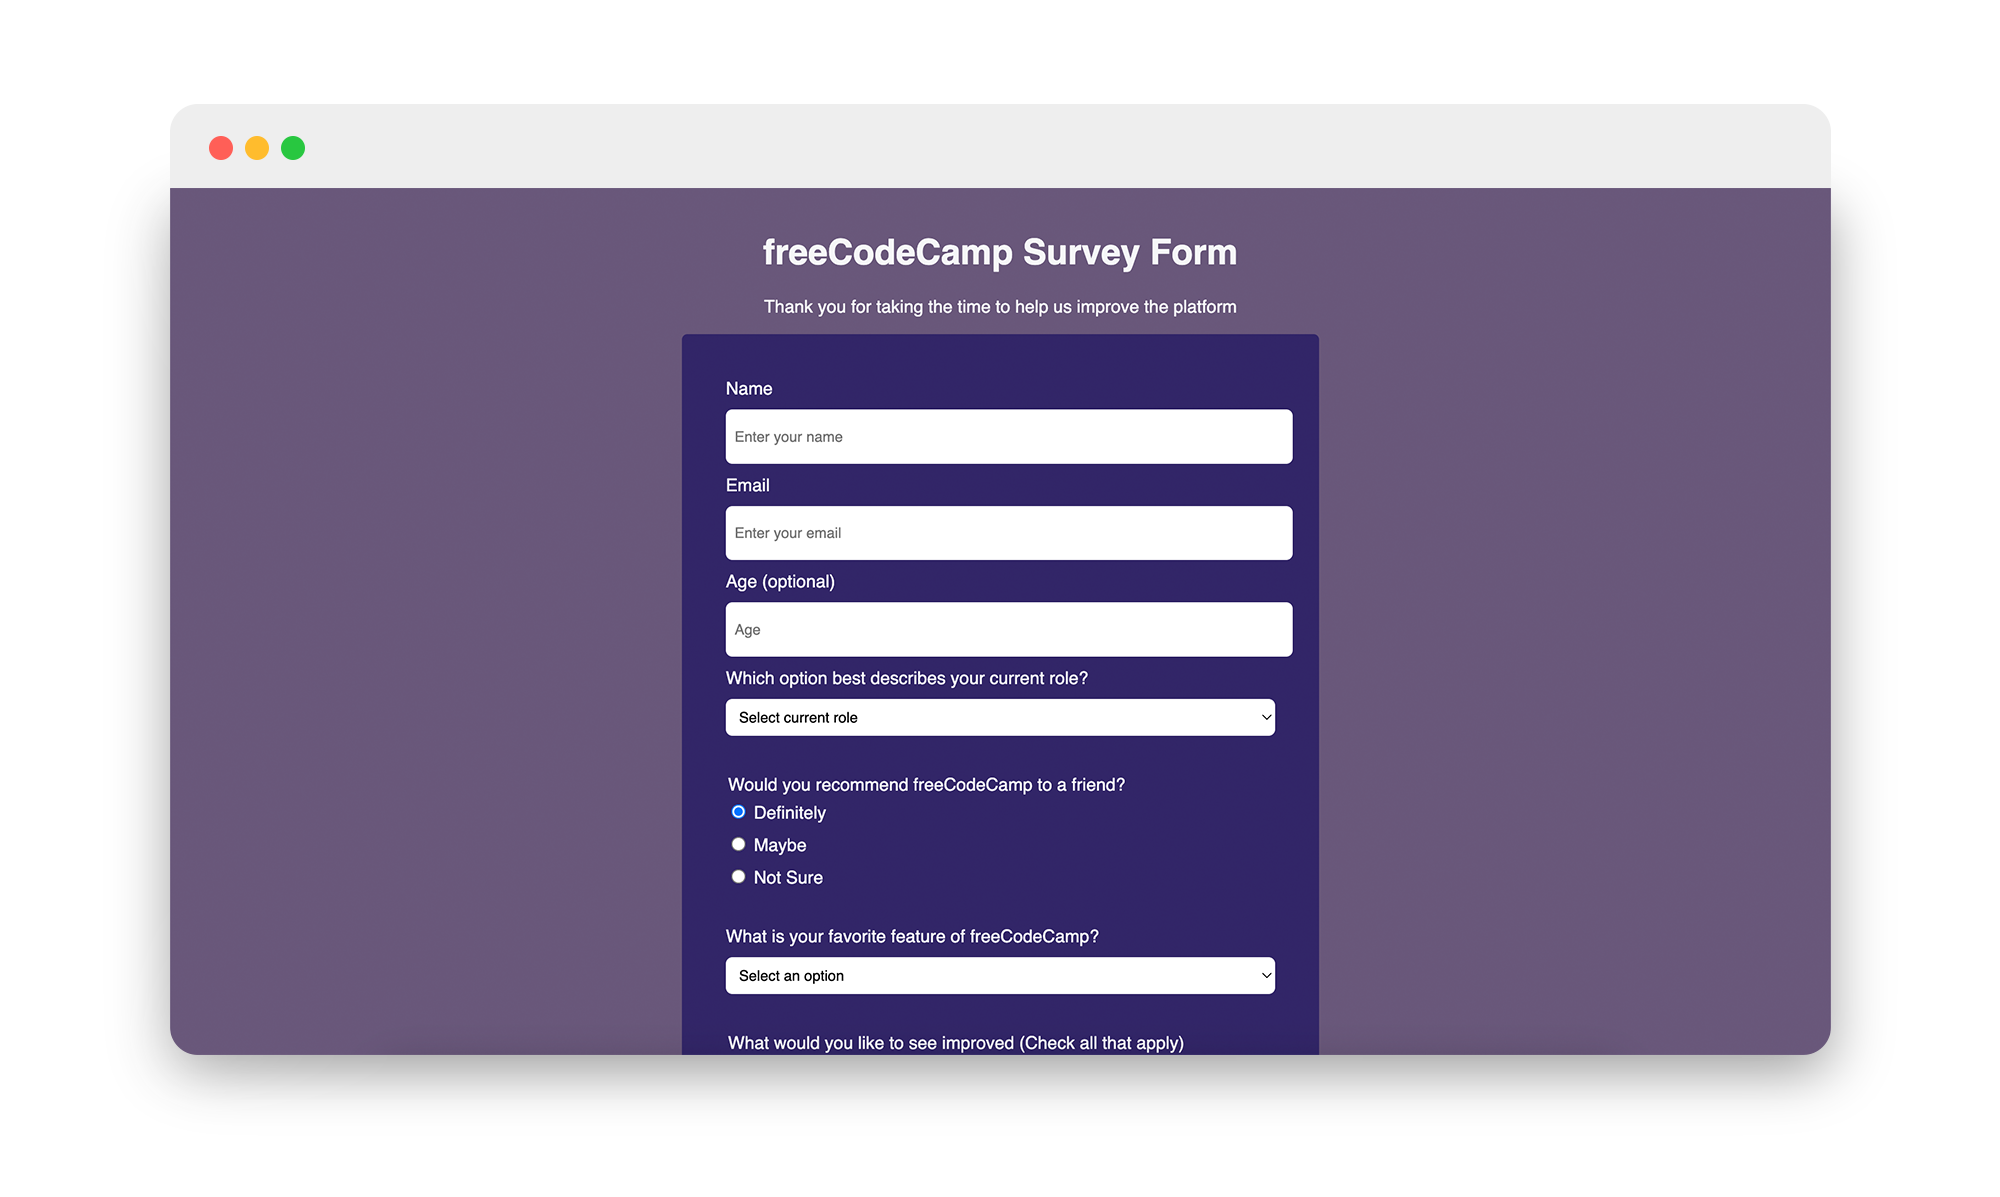 freeCodeCamp Survey Form
Thank you for taking the time to help us improve the platform
Name
Enter your name
Email
Enter your email
Age (optional)
Age
Which option best describes your current role?
Select current role
Would you recommend freeCodeCamp to a friend?
Definitely
Maybe
Not Sure
What is your favorite feature of freeCodeCamp?
Select an option
What would you like to see improved (Check all that apply)